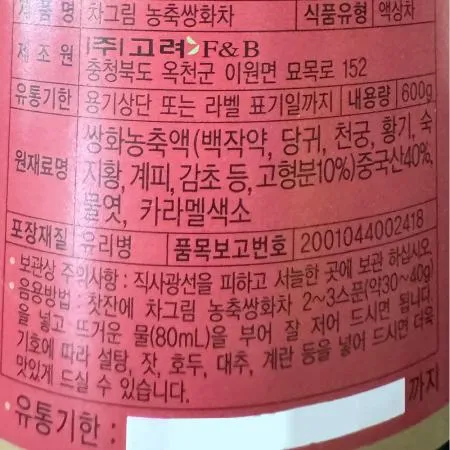 제품명 차그림 농축쌍화차 식품유형 액상차
제조원 (주)고려F&B
충청북도 옥천군 이원면 묘목로 152
유통기한 용기상단 또는 라벨 표기일까지 내용량 600g
쌍화농축액(백작약, 당귀, 천궁, 황기, 숙
원재료명 지황, 계피, 감초 등, 고형분10%)중국산40%,
물엿, 카라멜색소
포장재질 유리병 품목보고번호 2001044002418
• 보관상 주의사항 : 직사광선을 피하고 서늘한 곳에 보관 하십시오.
• 음용방법 : 찻잔에 차그림 농축쌍화차 2~3스푼(약30~40g)
을 넣고 뜨거운 물(80mL)을 부어 잘 저어 드시면 됩니다.
기호에 따라 설탕, 잣, 호두, 대추, 계란 등을 넣어 드시면 더욱
맛있게 드실 수 있습니다.
• 유통기한 : 까지